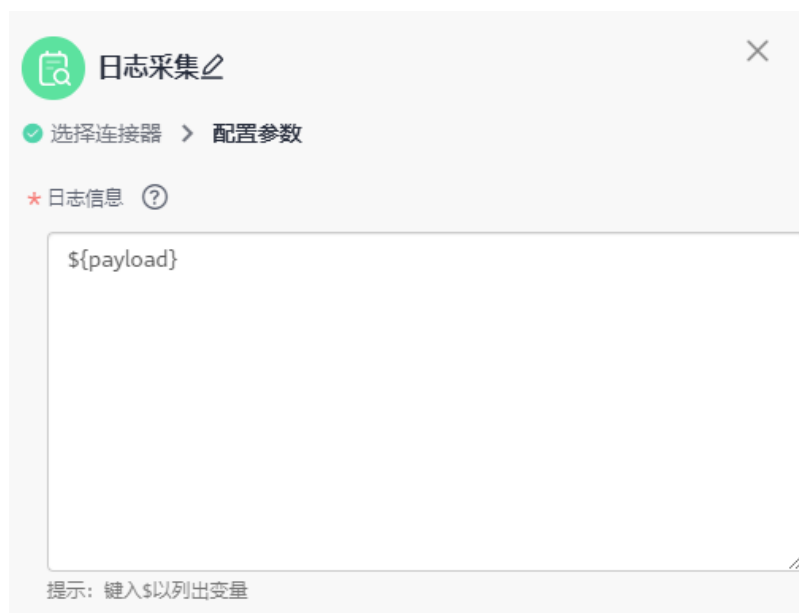 日志采集
选择连接器 > 配置参数
* 日志信息 ?
${payload}
提示：键入$以列出变量